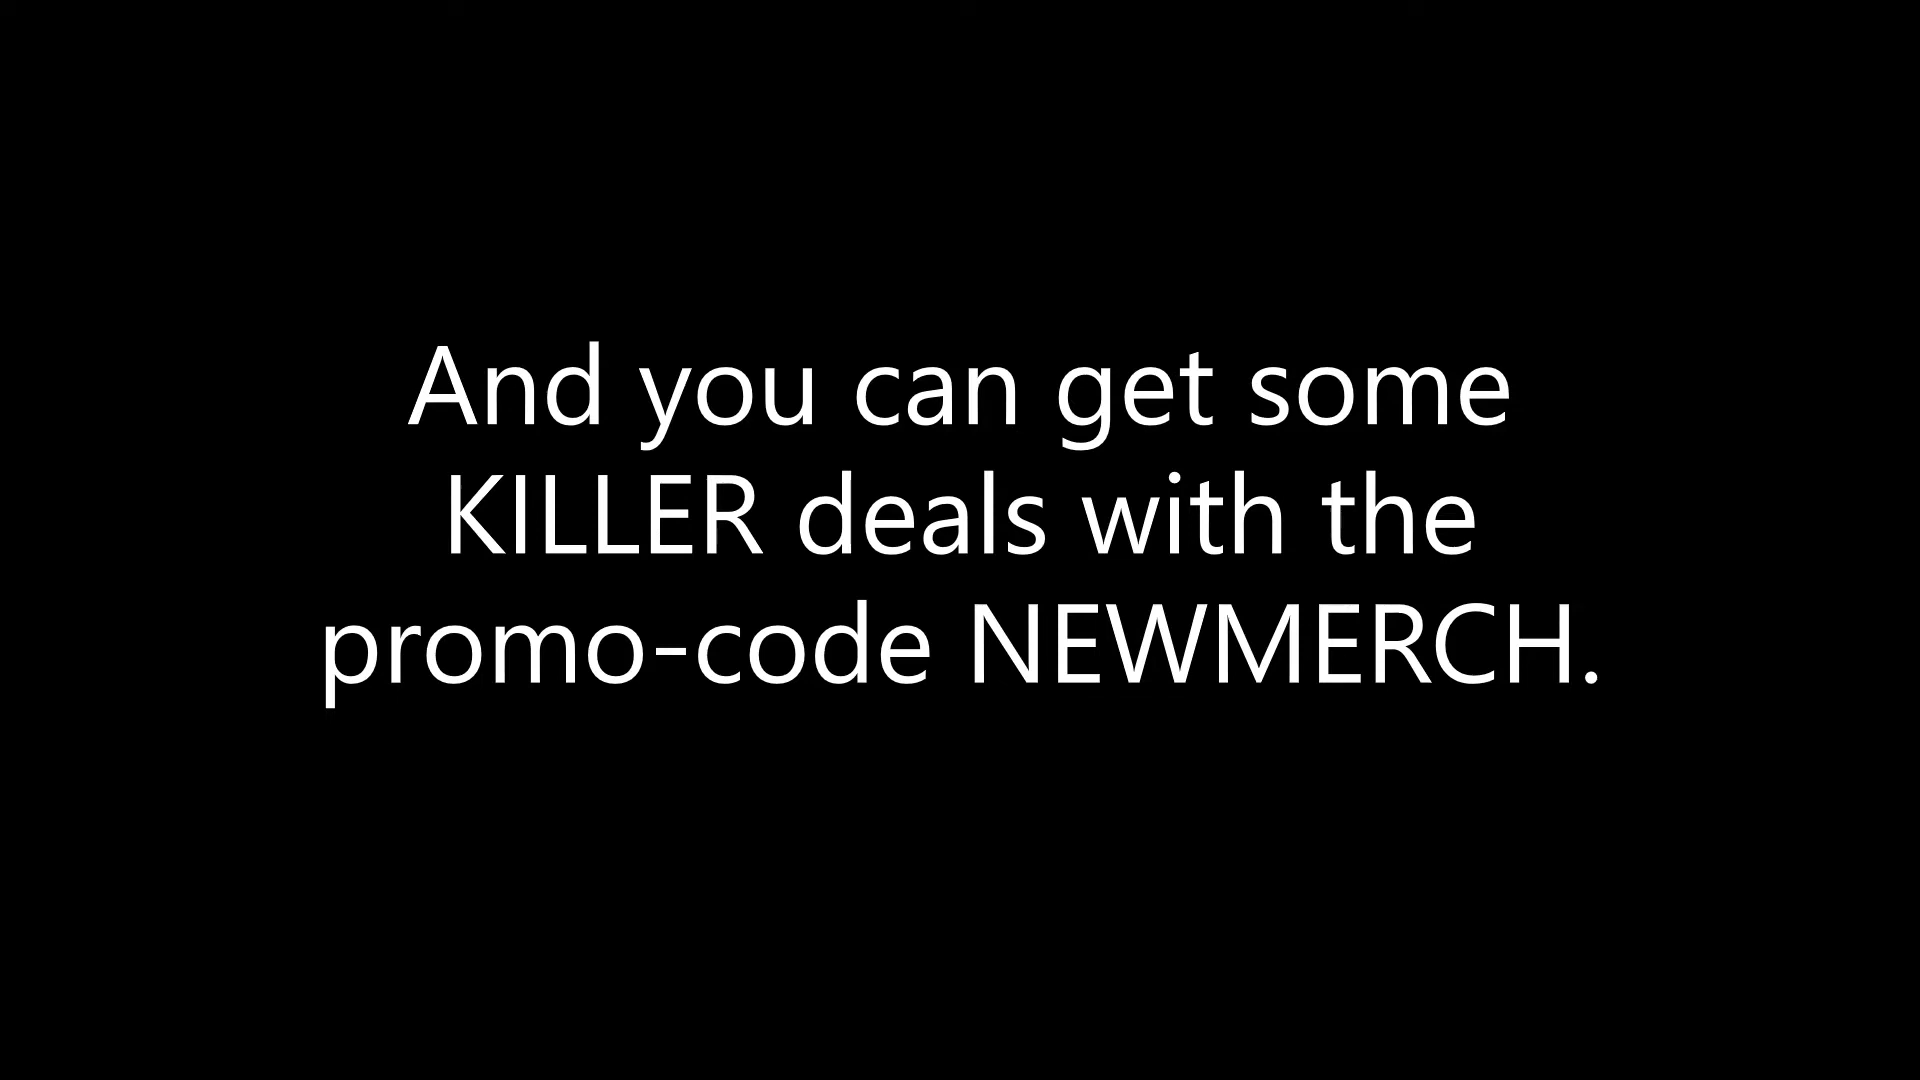 And you can get some
KILLER deals with the
promo-code NEWMERCH.